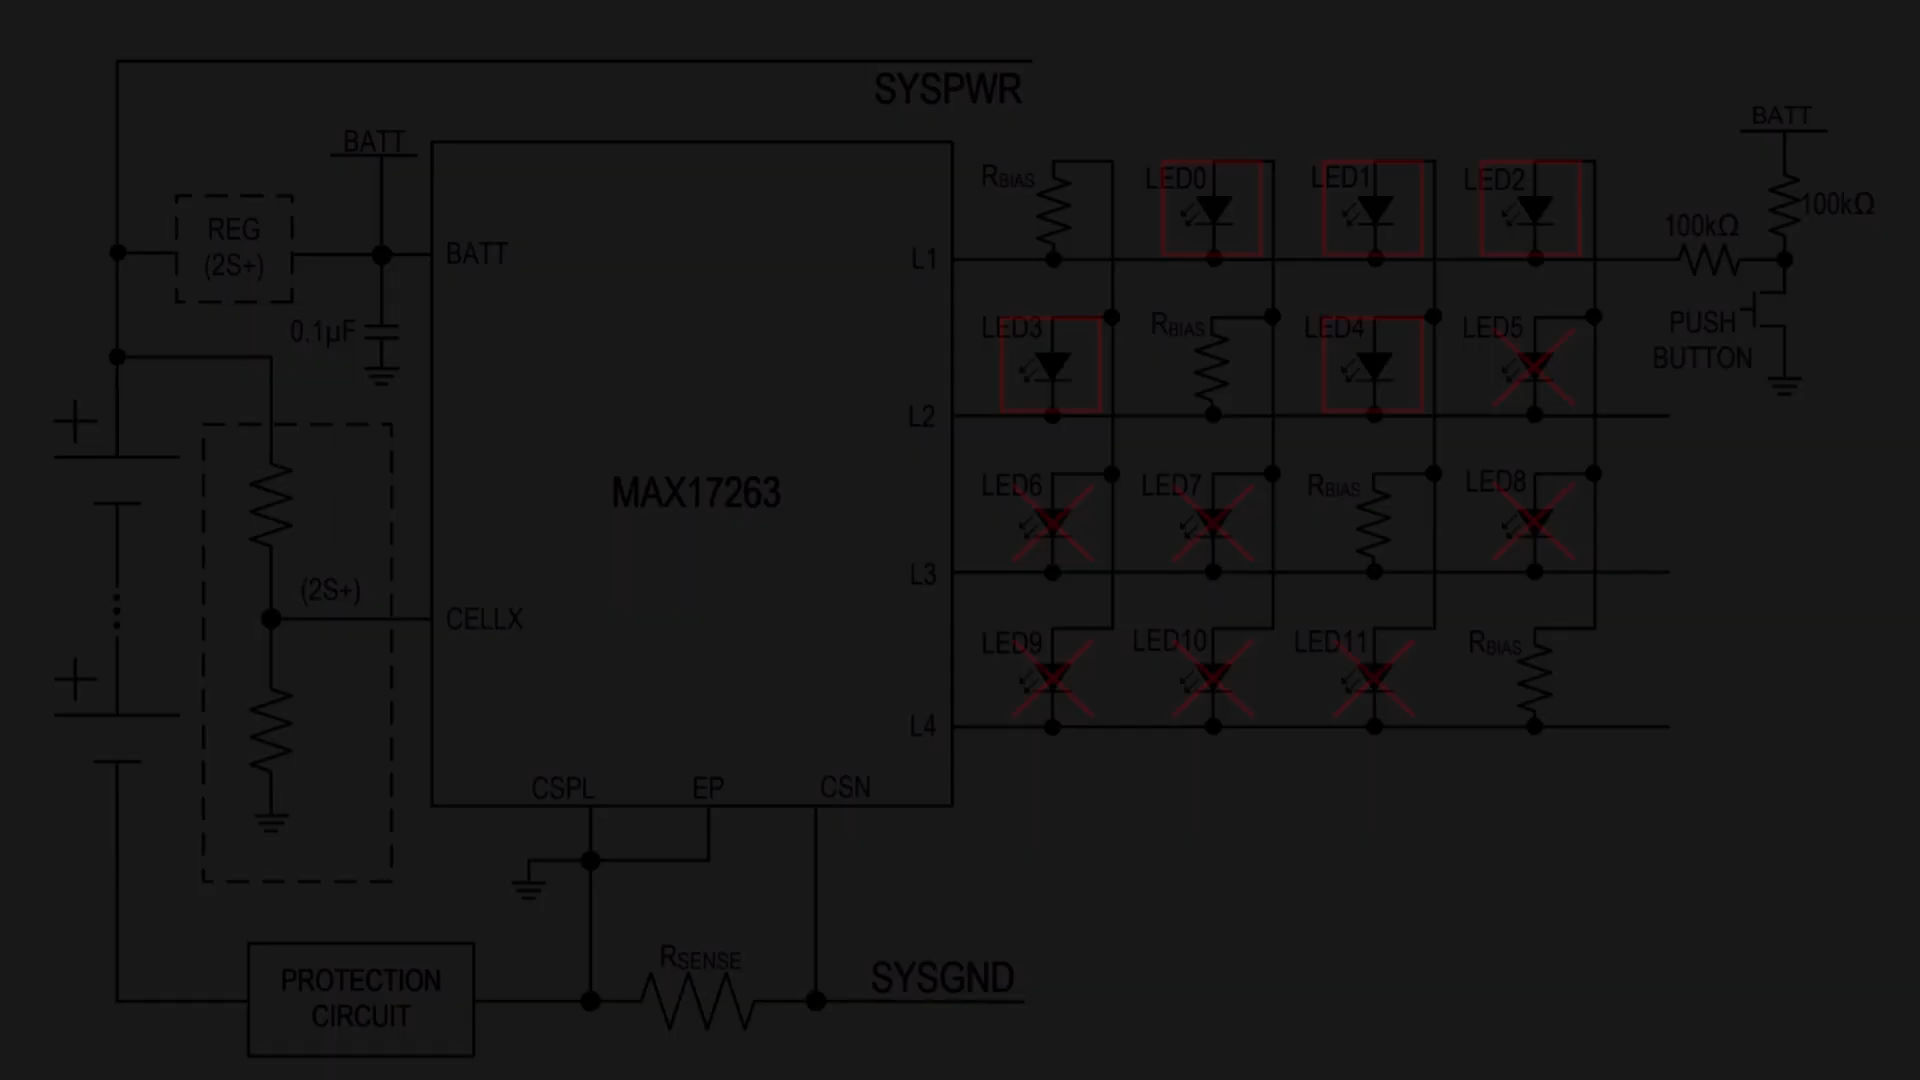 SYSPWR
BATT
BATT
RBIAS
LED0
LED1
LED2
100kΩ
100kΩ
REG
(2S+)
BATT
L1
0.1µF
LED3
RBIAS
LED4
LED5
PUSH
BUTTON
L2
MAX17263
LED6
LED7
RBIAS
LED8
L3
(2S+)
CELLX
LED9
LED10
LED11
RBIAS
L4
CSPL
EP
CSN
RSENSE
SYSGND
PROTECTION
CIRCUIT